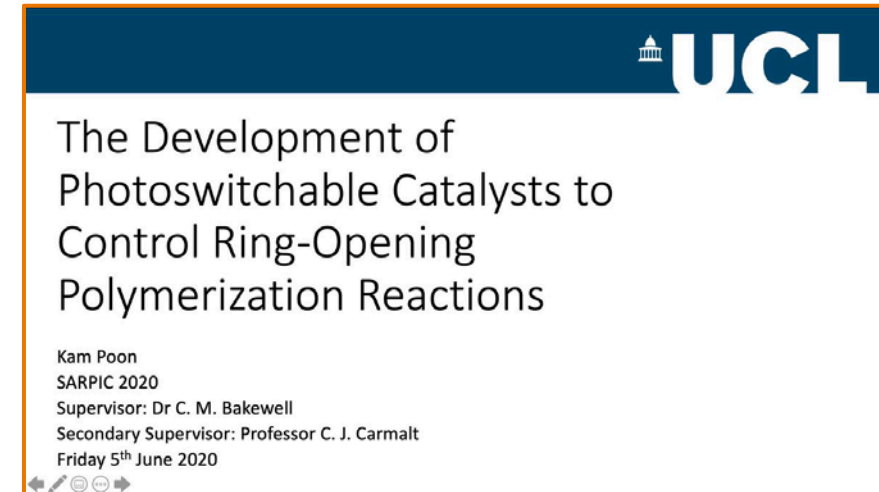 UCL
The Development of
Photoswitchable Catalysts to
Control Ring-Opening
Polymerization Reactions
Kam Poon
SARPIC 2020
Supervisor: Dr C. M. Bakewell
Secondary Supervisor: Professor C. J. Carmalt
Friday 5th June 2020